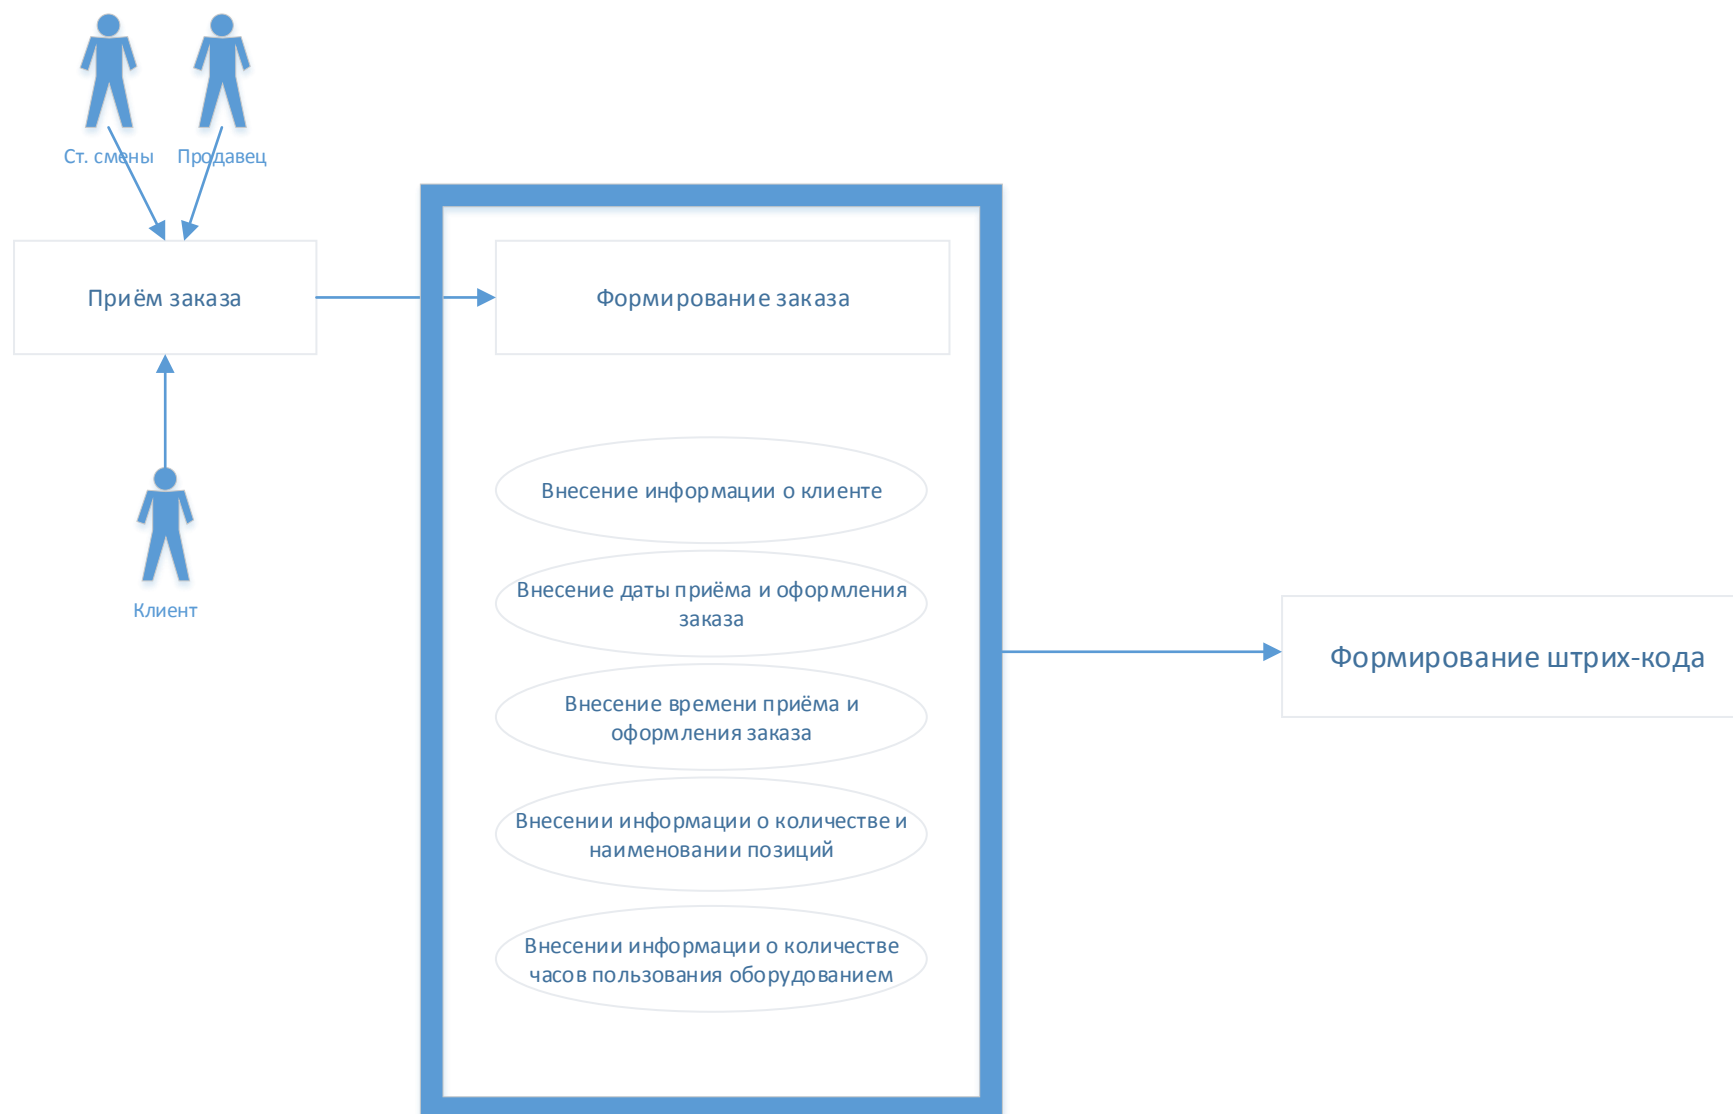 Ст. смены
Продавец
Приём заказа
Формирование заказа
Внесение информации о клиенте
Клиент
Внесение даты приёма и оформления
заказа
Внесение времени приёма и
оформления заказа
Внесении информации о количестве и
наименовании позиций
Внесении информации о количестве
часов пользования оборудованием
Формирование штрих-кода